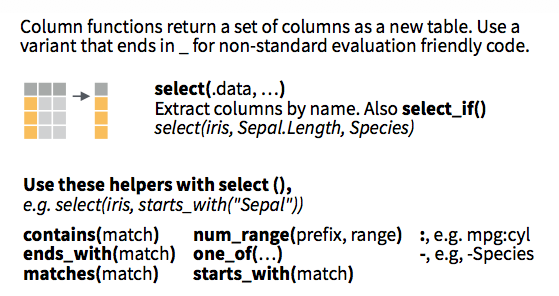 Column functions return a set of columns as a new table. Use a
variant that ends in _ for non-standard evaluation friendly code.
select(.data, …)
Extract columns by name. Also select_if()
select(iris, Sepal.Length, Species)
Use these helpers with select (),
e.g. select(iris, starts_with("Sepal"))
contains(match) num_range(prefix, range) :, e.g. mpg:cyl
ends_with(match) one_of(…) -, e.g, -Species
matches(match) starts_with(match)